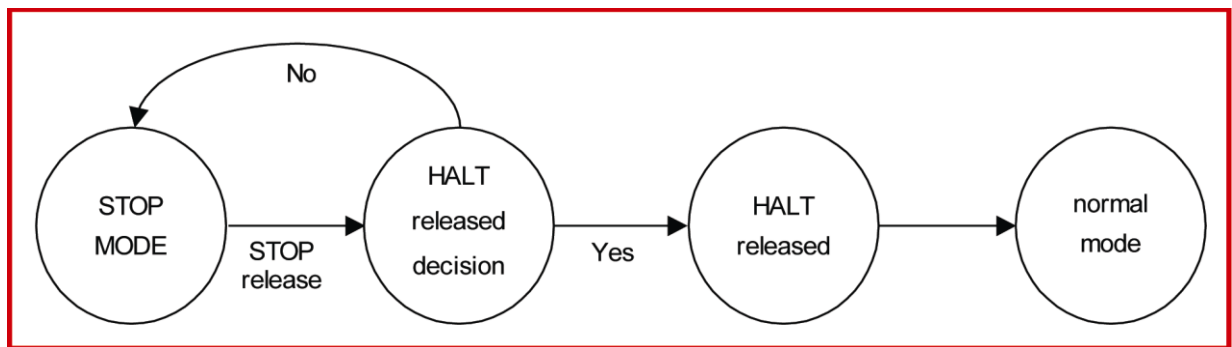 No
STOP
MODE
STOP
release
HALT
released
decision
Yes
HALT
released
normal
mode